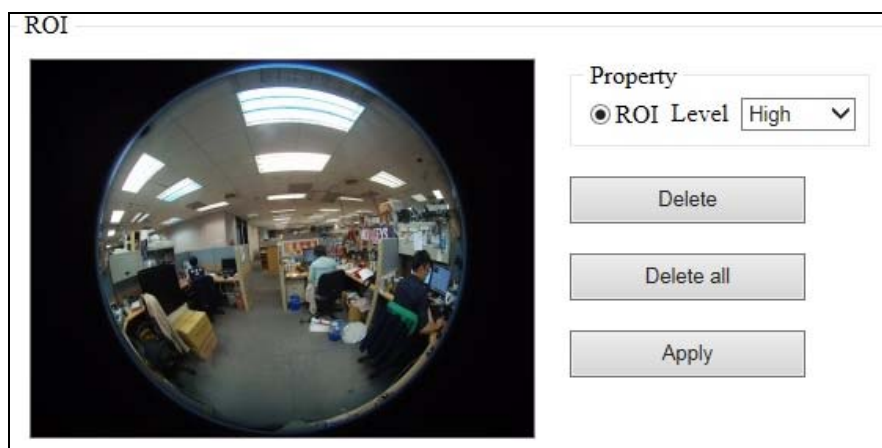 ROI
Property
ROI Level High
Delete
Delete all
Apply